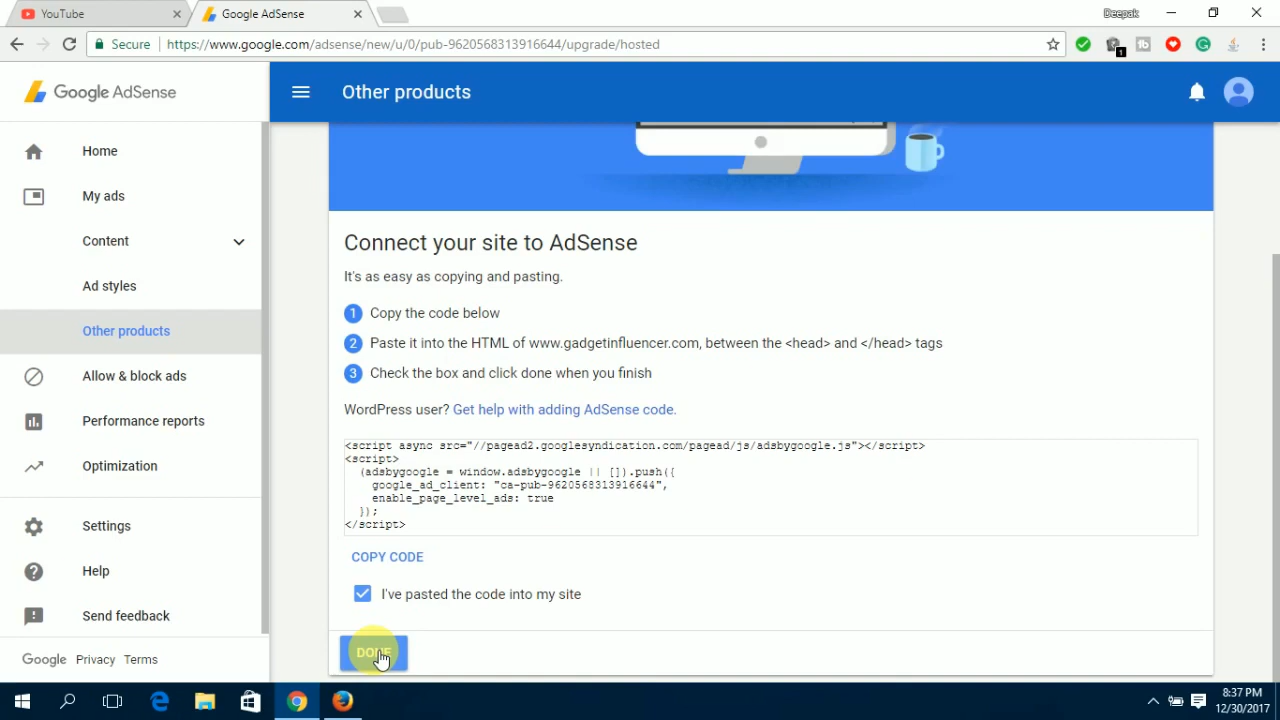 YouTube
Google AdSense
Deepak
Secure
https://www.google.com/adsense/new/u/0/pub-9620568313916644/upgrade/hosted
1
Google AdSense
Other products
Home
My ads
Content
Ad styles
Other products
Allow & block ads
Performance reports
Optimization
Settings
Help
Send feedback
Google Privacy Terms
Connect your site to AdSense
It's as easy as copying and pasting.
1 Copy the code below
2 Paste it into the HTML of www.gadgetinfluencer.com, between the <head> and </head> tags
3 Check the box and click done when you finish
WordPress user? Get help with adding AdSense code.
<script async src="//pagead2.googlesyndication.com/pagead/js/adsbygoogle.js"></script>
<script>
(adsbygoogle = window.adsbygoogle || []).push({
google_ad_client: "ca-pub-9620568313916644",
enable_page_level_ads: true
});
</script>
COPY CODE
I've pasted the code into my site
DONE
8:37 PM
12/30/2017